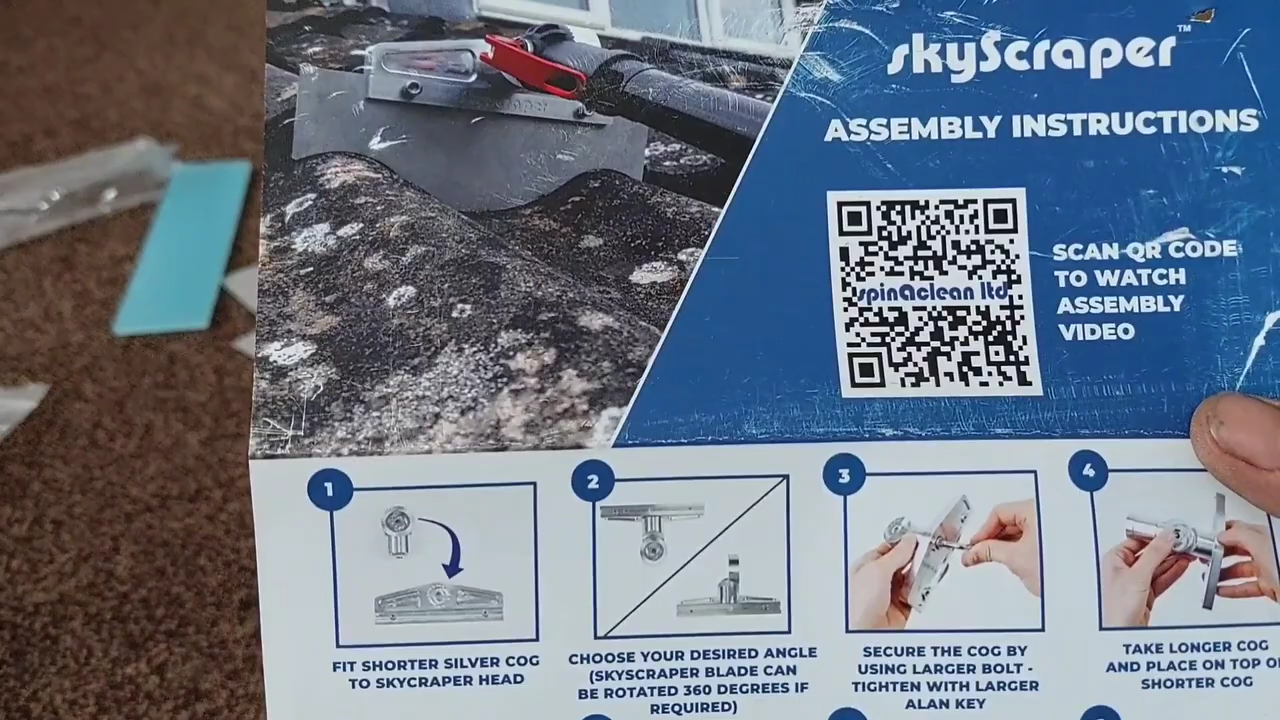 skyScraper™
ASSEMBLY INSTRUCTIONS
spinaclean ltd
SCAN QR CODE
TO WATCH
ASSEMBLY
VIDEO
1
FIT SHORTER SILVER COG
TO SKYCRAPER HEAD
2
CHOOSE YOUR DESIRED ANGLE
(SKYSCRAPER BLADE CAN
BE ROTATED 360 DEGREES IF
REQUIRED)
3
SECURE THE COG BY
USING LARGER BOLT -
TIGHTEN WITH LARGER
ALAN KEY
4
TAKE LONGER COG
AND PLACE ON TOP
SHORTER COG